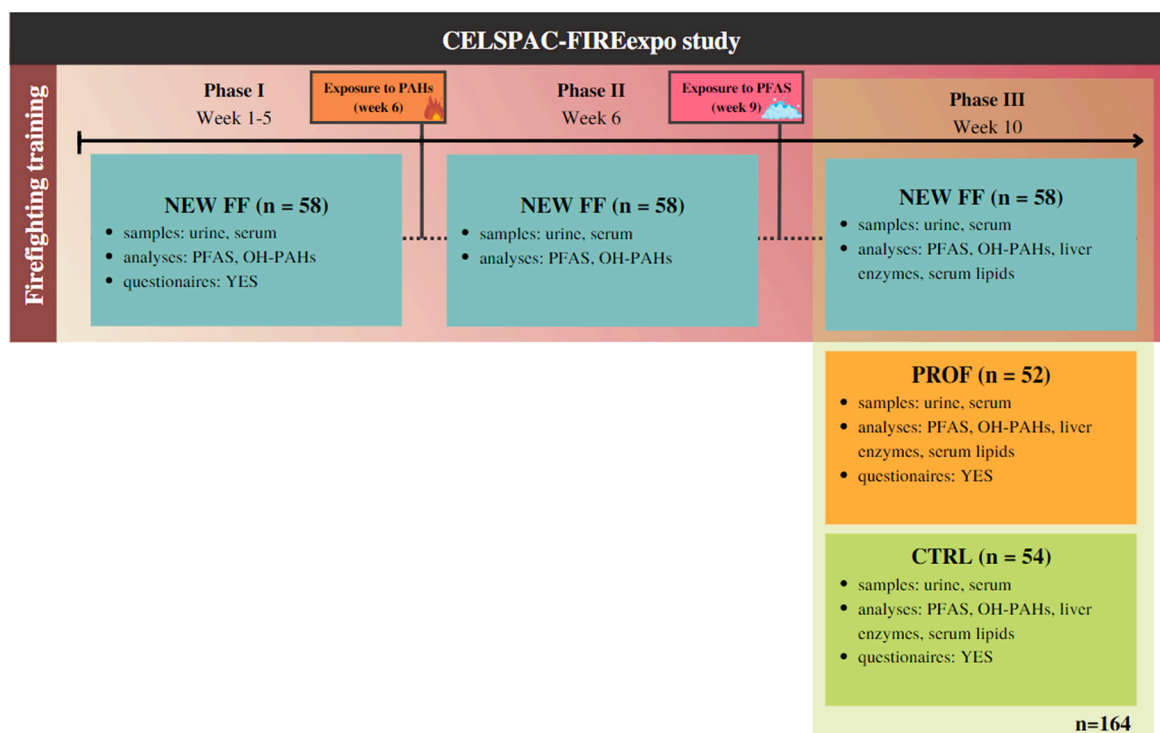 CELSPAC-FIREexpo study
Firefighting training
Phase I
Week 1-5
Exposure to PAHs
(week 6)
Phase II
Week 6
Exposure to PFAS
(week 9)
Phase III
Week 10
NEW FF (n = 58)
• samples: urine, serum
• analyses: PFAS, OH-PAHs
• questionaires: YES
NEW FF (n = 58)
• samples: urine, serum
• analyses: PFAS, OH-PAHs
NEW FF (n = 58)
• samples: urine, serum
• analyses: PFAS, OH-PAHs, liver
enzymes, serum lipids
PROF (n = 52)
• samples: urine, serum
• analyses: PFAS, OH-PAHs, liver
enzymes, serum lipids
• questionaires: YES
CTRL (n = 54)
• samples: urine, serum
• analyses: PFAS, OH-PAHs, liver
enzymes, serum lipids
• questionaires: YES
n=164